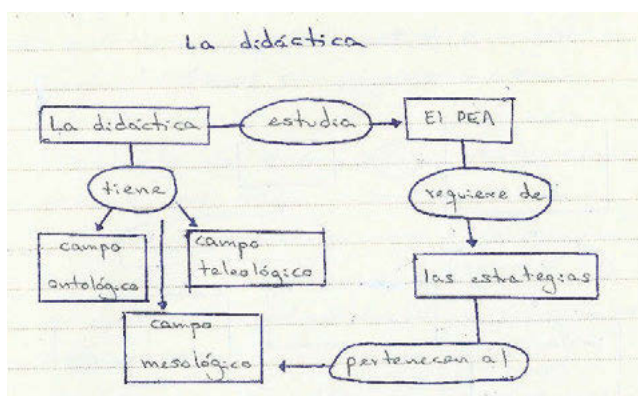 La didáctica
La didáctica estudia El PEA
tiene requiere de
campo ontológico
campo teleológico
las estrategias
campo mesológico
pertenecen al